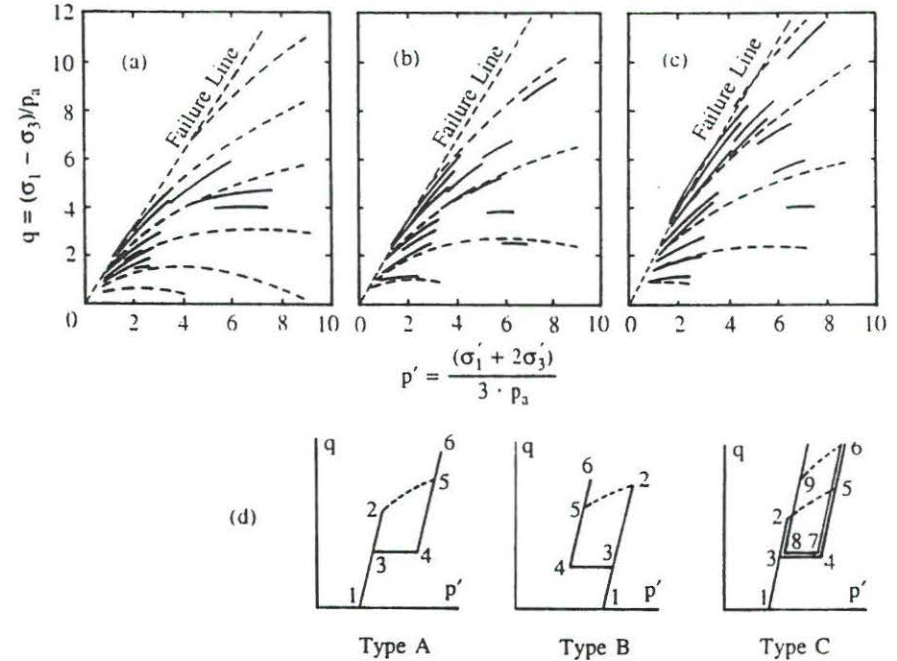 12
10
8
6
4
2
0
q = (σ1 − σ3)/pa
(a)
Failure Line
2 4 6 8 10
(b)
Failure Line
0 2 4 6 8 10
(c)
Failure Line
0 2 4 6 8 10
p′ = (σ′1 + 2σ′3) / 3 · pa
(d)
q
6
2
5
3
4
1
p′
Type A
q
6
2
5
3
4
1
p′
Type B
q
6
9
5
2
8 7
3
4
1
p′
Type C